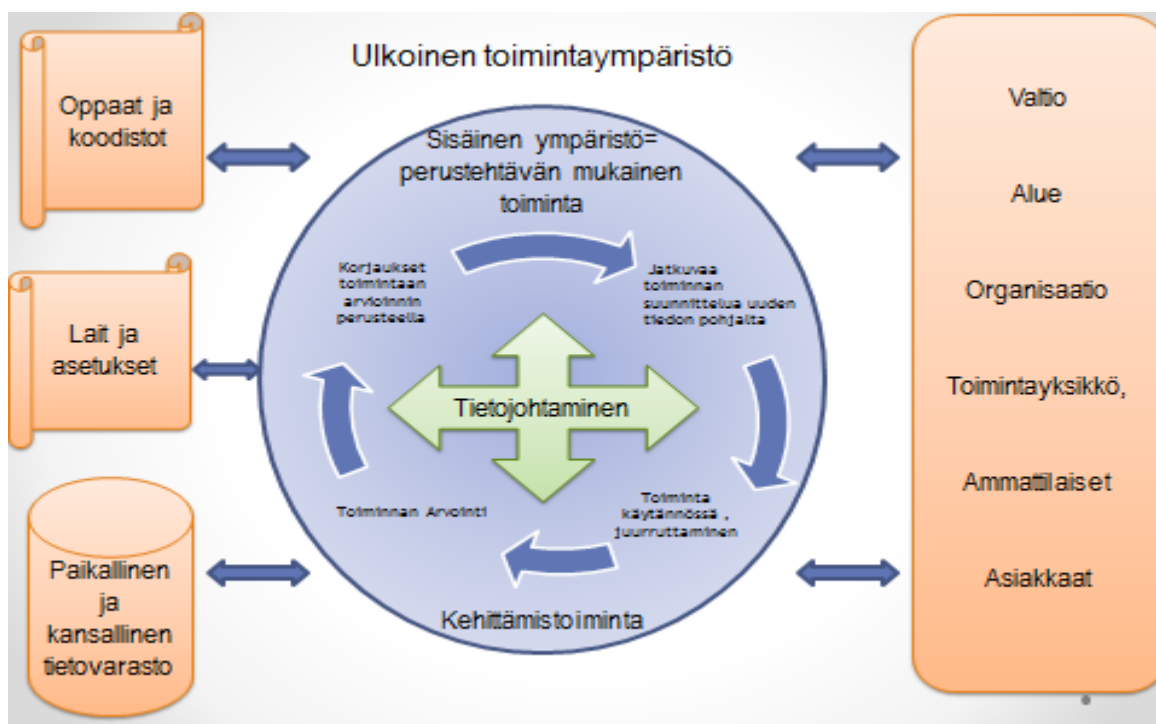 Ulkoinen toimintaympäristö
Oppaat ja
koodistot
Lait ja
asetukset
Paikallinen
ja
kansallinen
tietovarasto
Sisäinen ympäristö=
perustehtävän mukainen
toiminta
Korjaukset
toimintaan
arvioinnin
perusteella
Jatkuvaa
toiminnan
suunnittelua uuden
tiedon pohjalta
Tietojohtaminen
Toiminnan Arvointi
Toiminta
käytännössä ,
juurruttaminen
Kehittämistoiminta
Valtio
Alue
Organisaatio
Toimintayksikkö,
Ammattilaiset
Asiakkaat